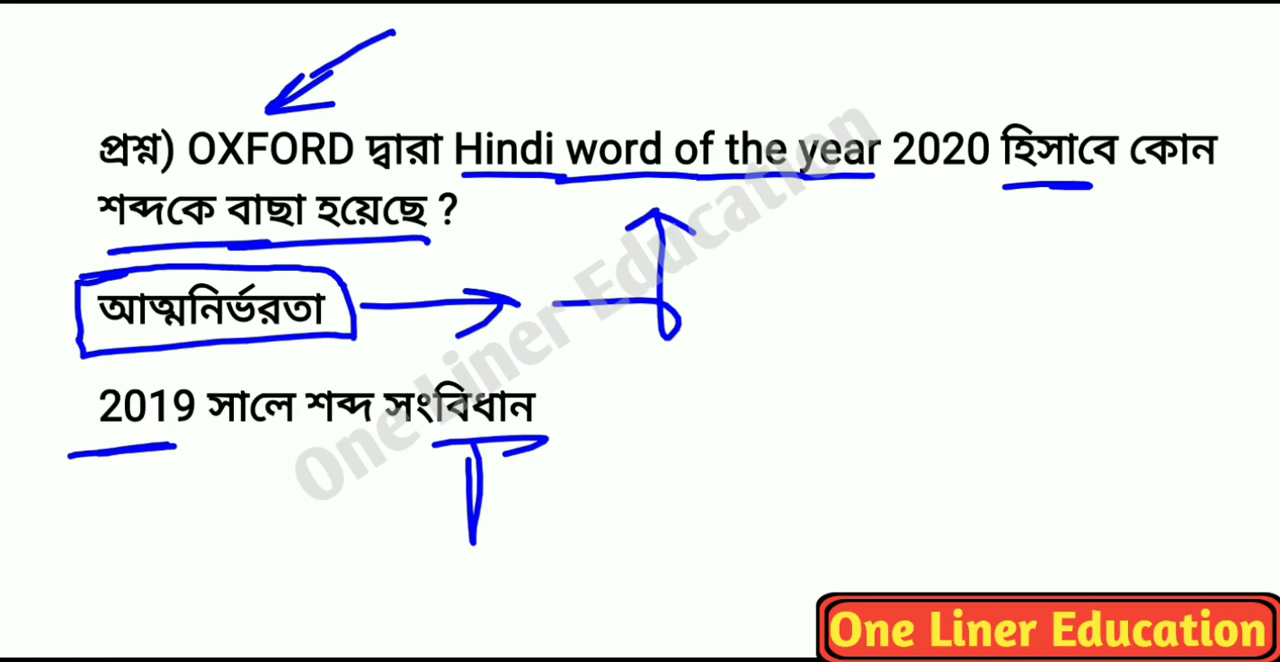 প্রশ্ন) OXFORD দ্বারা Hindi word of the year 2020 হিসাবে কোন
শব্দকে বাছা হয়েছে ?
আত্মনির্ভরতা
2019 সালে শব্দ সংবিধান
One Liner Education
One Liner Education